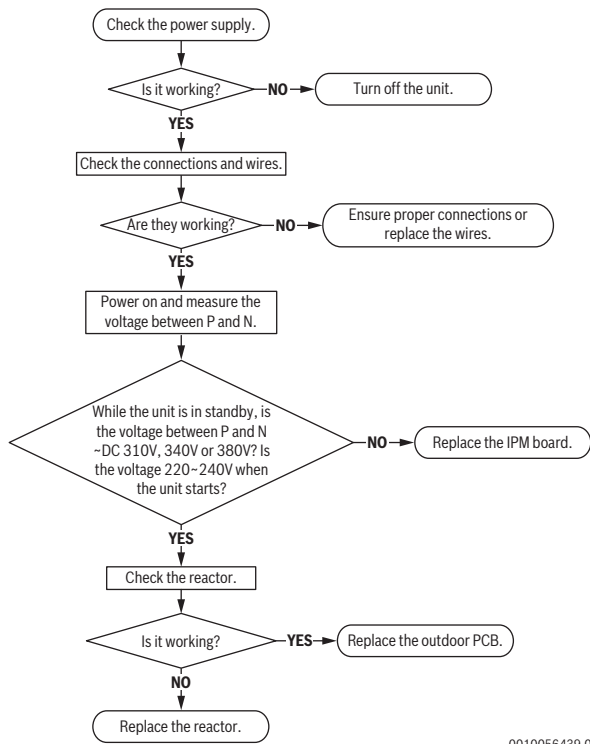 Check the power supply.
Is it working?
NO
Turn off the unit.
YES
Check the connections and wires.
Are they working?
NO
Ensure proper connections or
replace the wires.
YES
Power on and measure the
voltage between P and N.
While the unit is in standby, is
the voltage between P and N
~DC 310V, 340V or 380V? Is
the voltage 220~240V when
the unit starts?
NO
Replace the IPM board.
YES
Check the reactor.
Is it working?
YES
Replace the outdoor PCB.
NO
Replace the reactor.